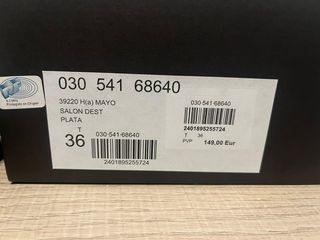 030 541 68640
39220 H(a) MAYO
SALON DEST
PLATA
T
36
030 541-68640
2401895255724
030 541 68640
2401895255724
T 36
PVP 149,00 Eur